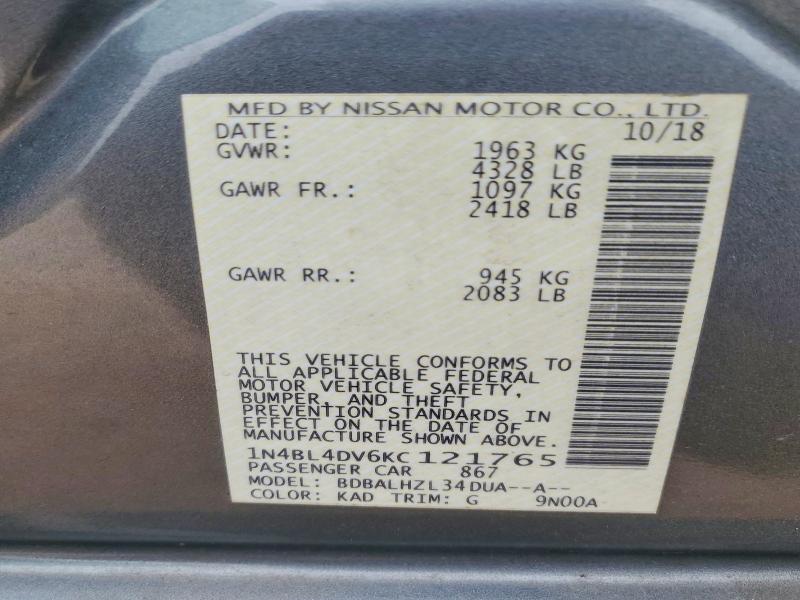 MFD BY NISSAN MOTOR CO., LTD.
DATE: 10/18
GVWR: 1963 KG
4328 LB
GAWR FR.: 1097 KG
2418 LB
GAWR RR.: 945 KG
2083 LB
THIS VEHICLE CONFORMS TO
ALL APPLICABLE FEDERAL
MOTOR VEHICLE SAFETY,
BUMPER, AND THEFT
PREVENTION STANDARDS IN
EFFECT ON THE DATE OF
MANUFACTURE SHOWN ABOVE.
1N4BL4DV6KC121765
PASSENGER CAR 867
MODEL: BDBALHZL34DUA--A--
COLOR: KAD TRIM: G 9N00A